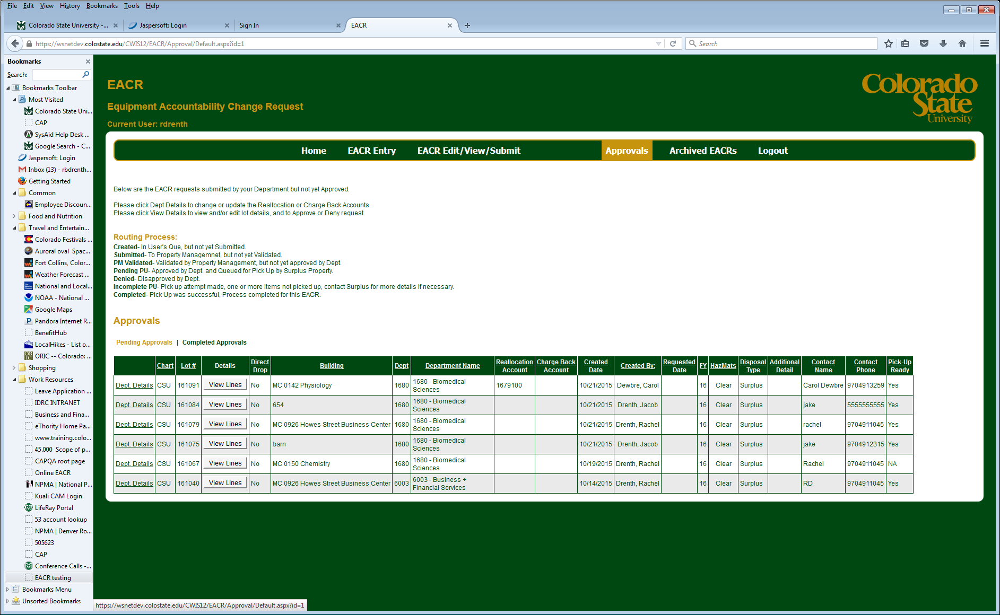 File Edit View History Bookmarks Tools Help
Colorado State University -...
Jaspersoft: Login
Sign In
EACR
https://wsnetdev.colostate.edu/CWIS12/EACR/Approval/Default.aspx?id=1
Search
Bookmarks
Search:
Bookmarks Toolbar
Most Visited
Colorado State Uni...
CAP
SysAid Help Desk ...
Google Search - C...
Jaspersoft: Login
Inbox (13) - rbdrenth...
Getting Started
Common
Employee Discoun...
Food and Nutrition
Travel and Entertain...
Colorado Festivals ...
Auroral oval Spac...
Fort Collins, Color...
Weather Forecast ...
National and Local...
NOAA - National ...
Google Maps
Pandora Internet R...
BenefitHub
LocalHikes - List o...
ORIC -- Colorado: ...
Shopping
Work Resources
Leave Application ...
IDRC INTRANET
Business and Fina...
eThority Home Pa...
www.training.colo...
45.000 Scope of p...
CAPQA root page
Online EACR
NPMA | National P...
Kuali CAM Login
LifeRay Portal
53 account lookup
NPMA | Denver Ro...
505623
CAP
Conference Calls -...
EACR testing
Bookmarks Menu
Unsorted Bookmarks
EACR
Equipment Accountability Change Request
Current User: rdrenth
Colorado
State
University
Home EACR Entry EACR Edit/View/Submit Approvals Archived EACRs Logout
Below are the EACR requests submitted by your Department but not yet Approved.
Please click Dept Details to change or update the Reallocation or Charge Back Accounts.
Please click View Details to view and/or edit lot details, and to Approve or Deny request.
Routing Process:
Created- In User's Que, but not yet Submitted.
Submitted- To Property Managemnet, but not yet Validated.
PM Validated- Validated by Property Management, but not yet approved by Dept.
Pending PU- Approved by Dept. and Queued for Pick Up by Surplus Property.
Denied- Disapproved by Dept.
Incomplete PU- Pick up attempt made, one or more items not picked up, contact Surplus for more details if necessary.
Completed- Pick Up was successful, Process completed for this EACR.
Approvals
Pending Approvals | Completed Approvals
Chart Lot # Details Direct Drop Building Dept Department Name Reallocation Account Charge Back Account Created Date Created By: Requested Date FY HazMats Disposal Type Additional Detail Contact Name Contact Phone Pick-Up Ready
Dept. Details CSU 161091 View Lines No MC 0142 Physiology 1680 1680 - Biomedical Sciences 1679100 10/21/2015 Dewbre, Carol 16 Clear Surplus Carol Dewbre 9704913259 Yes
Dept. Details CSU 161084 View Lines No 654 1680 1680 - Biomedical Sciences 10/21/2015 Drenth, Jacob 16 Clear Surplus jake 5555555555 Yes
Dept. Details CSU 161079 View Lines No MC 0926 Howes Street Business Center 1680 1680 - Biomedical Sciences 10/21/2015 Drenth, Rachel 16 Clear Surplus rachel 9704911045 Yes
Dept. Details CSU 161075 View Lines No barn 1680 1680 - Biomedical Sciences 10/21/2015 Drenth, Jacob 16 Clear Surplus jake 9704912315 Yes
Dept. Details CSU 161067 View Lines No MC 0150 Chemistry 1680 1680 - Biomedical Sciences 10/19/2015 Drenth, Rachel 16 Clear Surplus Rachel 9704911045 NA
Dept. Details CSU 161040 View Lines No MC 0926 Howes Street Business Center 6003 6003 - Business + Financial Services 10/14/2015 Drenth, Rachel 16 Clear Surplus RD 9704911045 Yes
https://wsnetdev.colostate.edu/CWIS12/EACR/Approval/Default.aspx?id=1